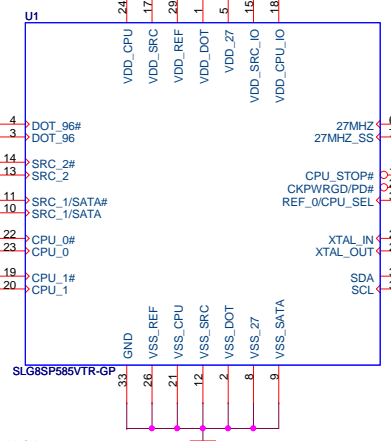 U1
24 17 29 1 5 15 18
VDD_CPU VDD_SRC VDD_REF VDD_DOT VDD_27 VDD_SRC_IO VDD_CPU_IO
4 DOT_96# 27MHZ
3 DOT_96 27MHZ_SS
14 SRC_2#
13 SRC_2 CPU_STOP#
CKPWRGD/PD#
11 SRC_1/SATA# REF_0/CPU_SEL
10 SRC_1/SATA
22 CPU_0# XTAL_IN
23 CPU_0 XTAL_OUT
19 CPU_1# SDA
20 CPU_1 SCL
GND VSS_REF VSS_CPU VSS_SRC VSS_DOT VSS_27 VSS_SATA
SLG8SP585VTR-GP
33 26 21 12 2 8 9